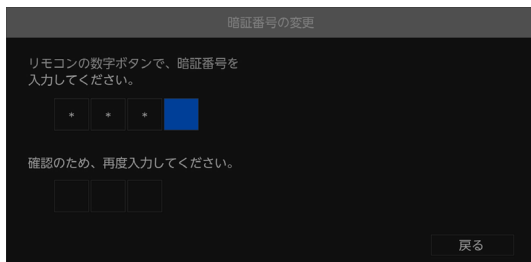 暗証番号の変更
リモコンの数字ボタンで、暗証番号を
入力してください。
* * *
確認のため、再度入力してください。
戻る